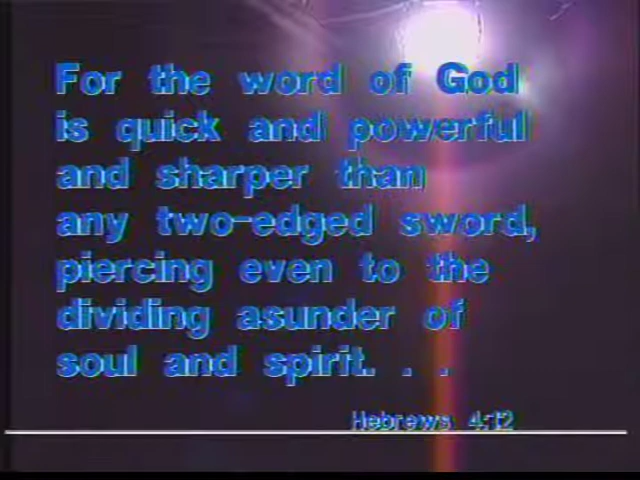 For the word of God
is quick and powerful
and sharper than
any two-edged sword,
piercing even to the
dividing asunder of
soul and spirit. . .
Hebrews 4:12